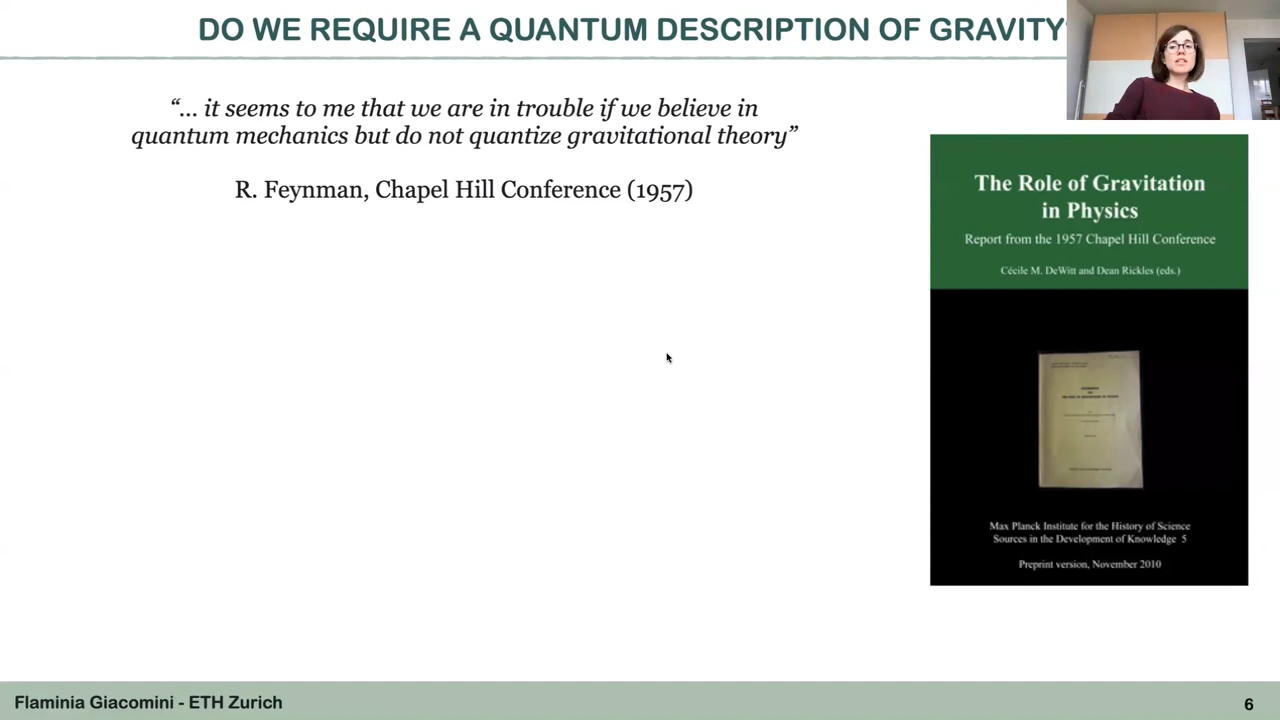 DO WE REQUIRE A QUANTUM DESCRIPTION OF GRAVITY
“... it seems to me that we are in trouble if we believe in
quantum mechanics but do not quantize gravitational theory”
R. Feynman, Chapel Hill Conference (1957)
The Role of Gravitation
in Physics
Report from the 1957 Chapel Hill Conference
Cécile M. DeWitt and Dean Rickles (eds.)
Max Planck Institute for the History of Science
Sources in the Development of Knowledge 5
Preprint version, November 2010
Flaminia Giacomini - ETH Zurich
6